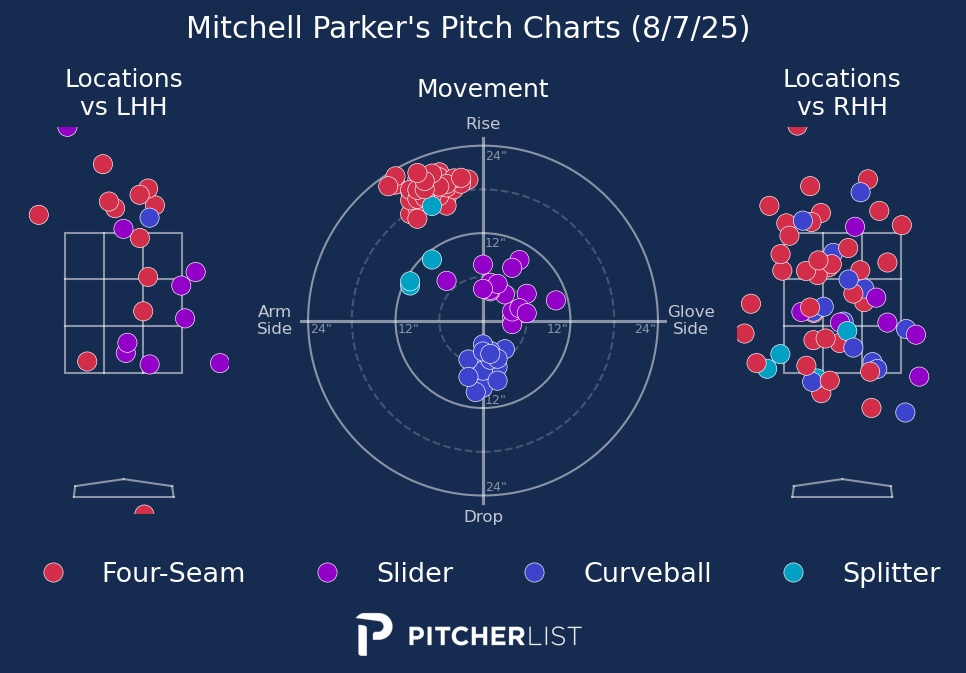 Mitchell Parker's Pitch Charts (8/7/25)
Locations
vs LHH
Movement
Locations
vs RHH
Rise
24"
12"
Arm
Side
24"
12"
12"
24"
Glove
Side
12"
24"
Drop
Four-Seam
Slider
Curveball
Splitter
PITCHERLIST